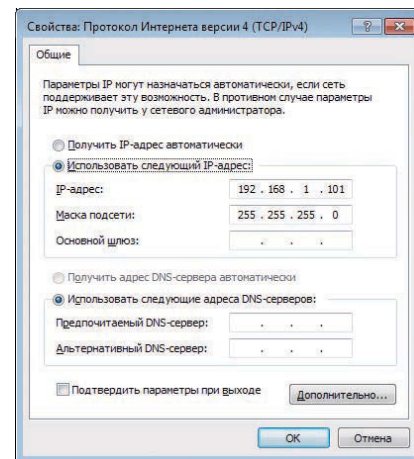 Свойства: Протокол Интернета версии 4 (TCP/IPv4)
Общие
Параметры IP могут назначаться автоматически, если сеть
поддерживает эту возможность. В противном случае параметры
IP можно получить у сетевого администратора.
Получить IP-адрес автоматически
Использовать следующий IP-адрес:
IP-адрес: 192 . 168 . 1 . 101
Маска подсети: 255 . 255 . 255 . 0
Основной шлюз: . . .
Получить адрес DNS-сервера автоматически
Использовать следующие адреса DNS-серверов:
Предпочитаемый DNS-сервер: . . .
Альтернативный DNS-сервер: . . .
Подтвердить параметры при выходе
Дополнительно...
ОК Отмена